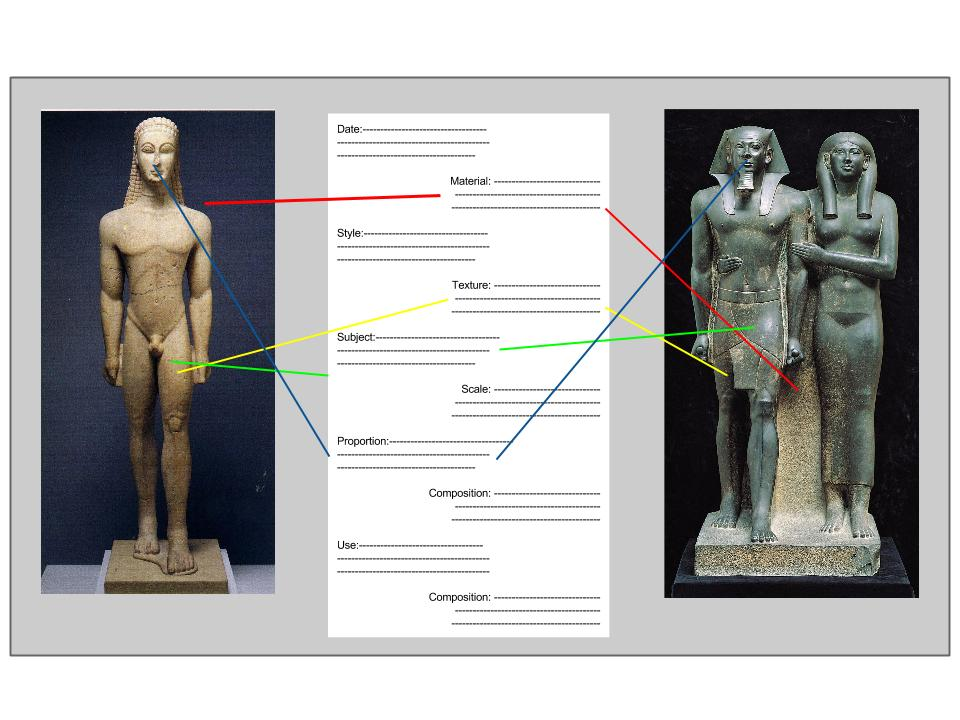 Date:-----------------------------------
-------------------------------------------
---------------------------------------
Material: ------------------------------
-----------------------------------------
------------------------------------------
Style:-----------------------------------
-------------------------------------------
---------------------------------------
Texture: ------------------------------
-----------------------------------------
------------------------------------------
Subject:-----------------------------------
-------------------------------------------
---------------------------------------
Scale: ------------------------------
-----------------------------------------
------------------------------------------
Proportion:-----------------------------------
-------------------------------------------
---------------------------------------
Composition: ------------------------------
-----------------------------------------
------------------------------------------
Use:-----------------------------------
-------------------------------------------
-------------------------------------------
Composition: ------------------------------
-----------------------------------------
------------------------------------------